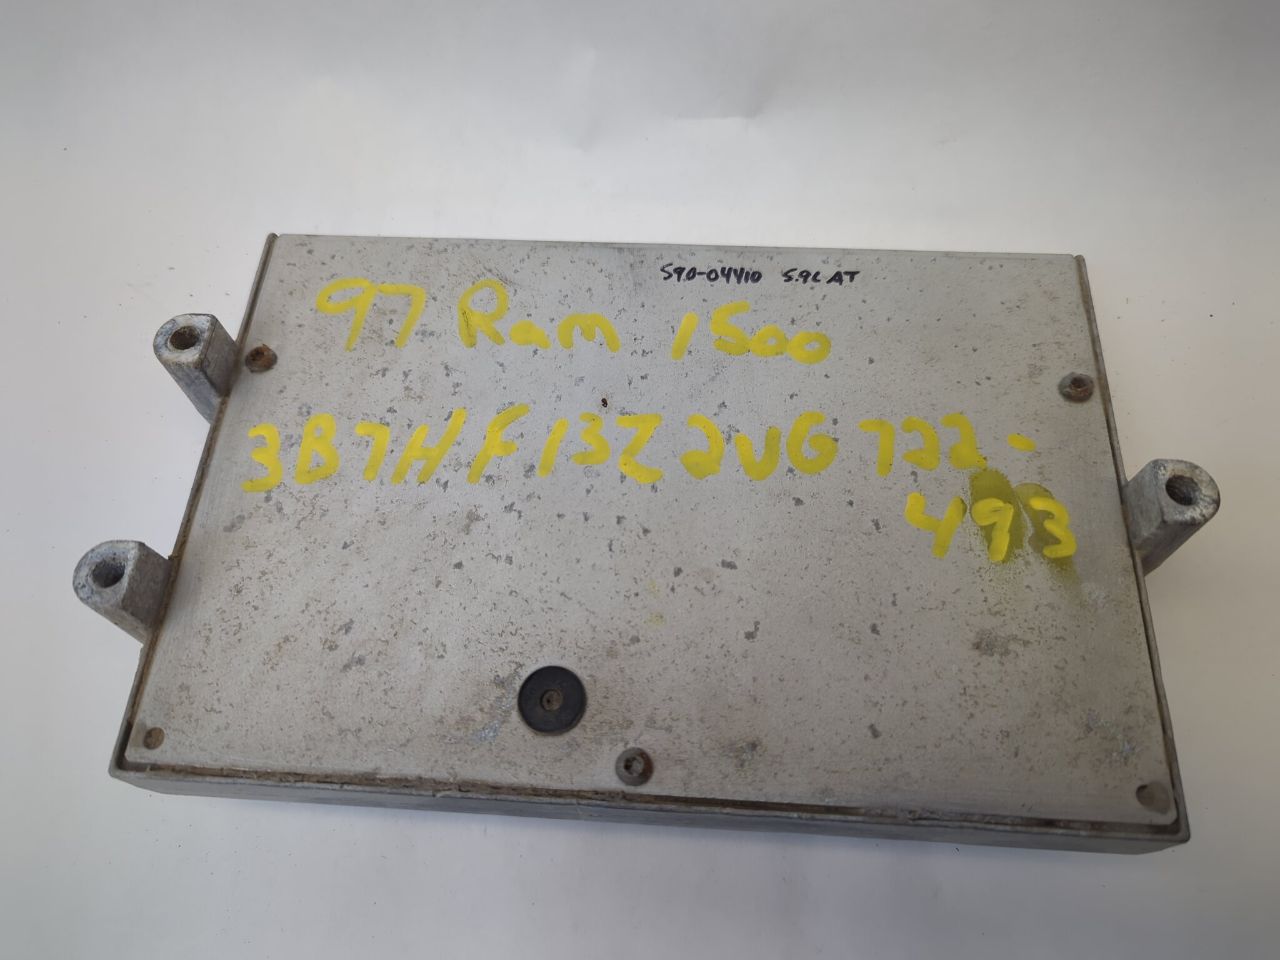 590-04410 5.9L AT
97 Ram 1500
3B7HF13Z2VG722-
493